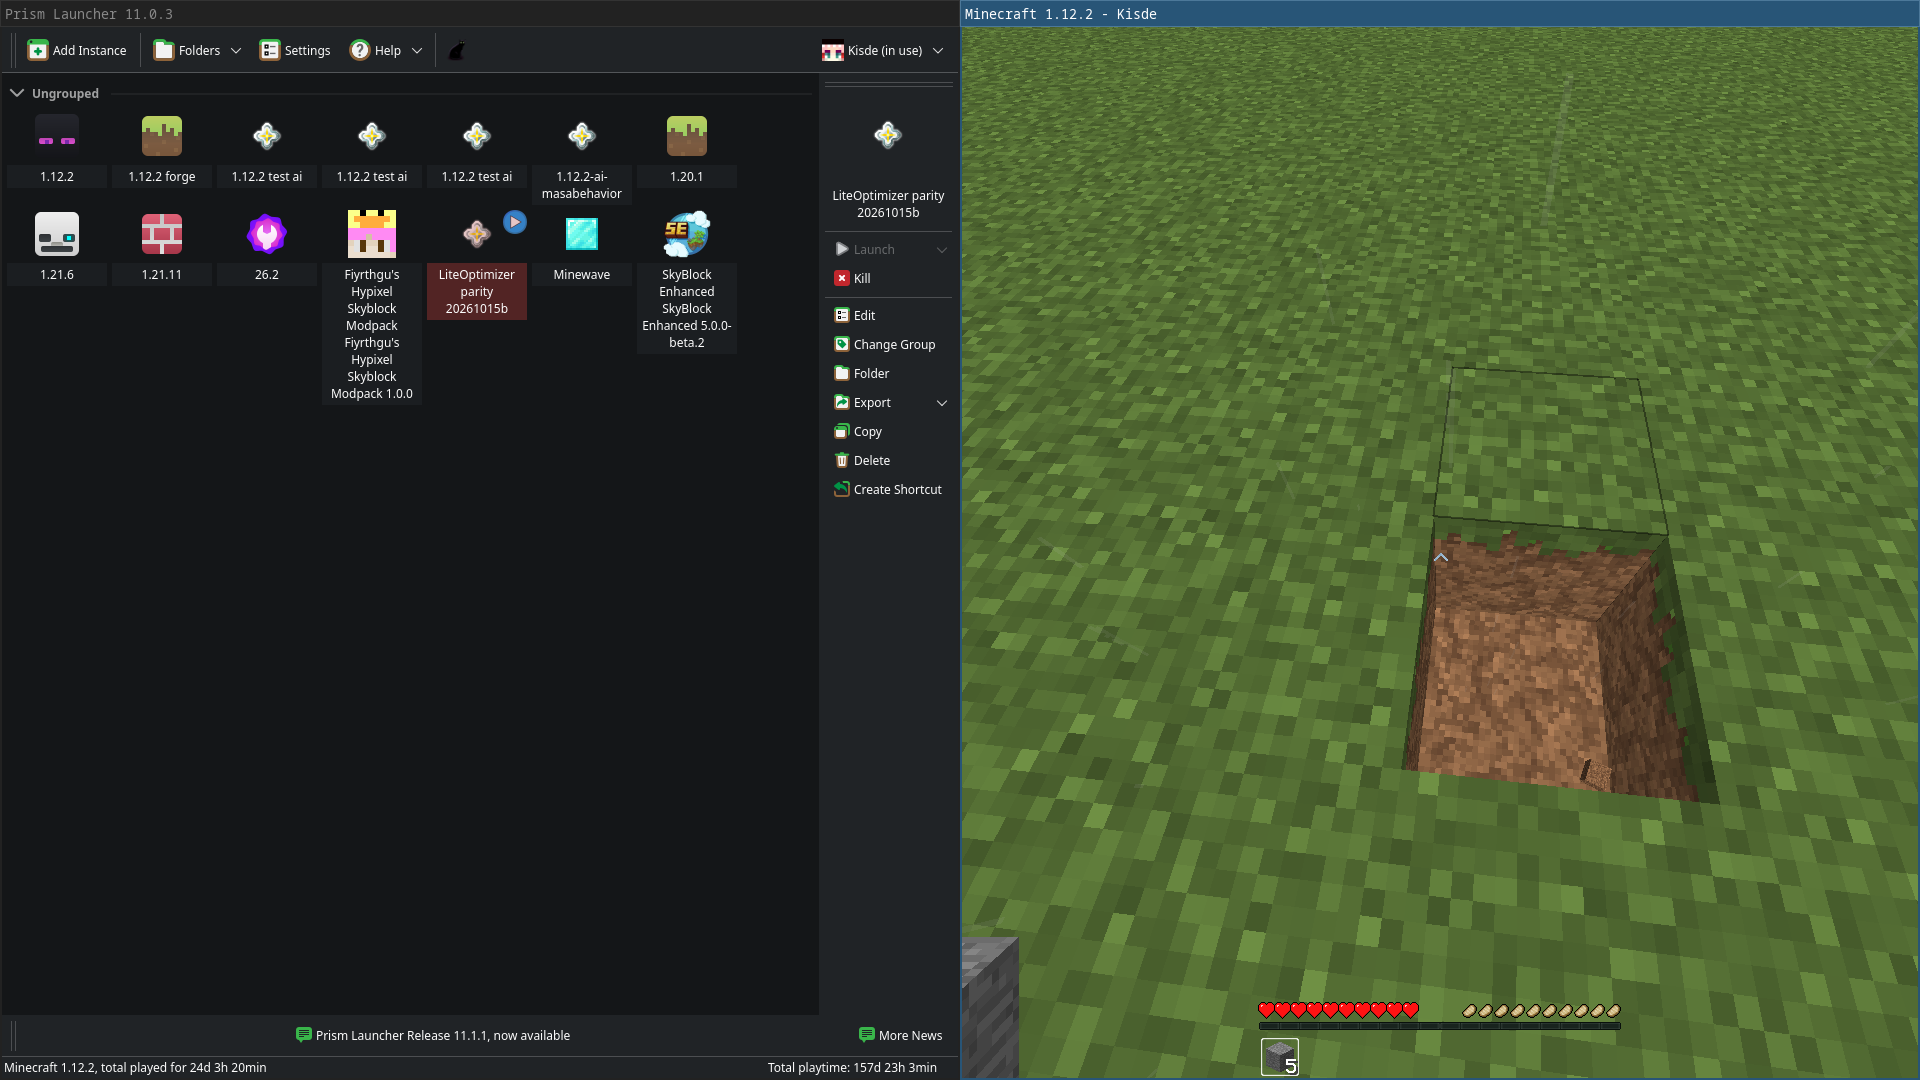 Prism Launcher 11.0.3
Minecraft 1.12.2 - Kisde
Add Instance
Folders
Settings
Help
Kisde (in use)
Ungrouped
1.12.2
1.12.2 forge
1.12.2 test ai
1.12.2 test ai
1.12.2 test ai
1.12.2-ai-
masabehavior
1.20.1
1.21.6
1.21.11
26.2
Fiyrthgu's
Hypixel
Skyblock
Modpack
Fiyrthgu's
Hypixel
Skyblock
Modpack 1.0.0
LiteOptimizer
parity
20261015b
Minewave
SE
SkyBlock
Enhanced
SkyBlock
Enhanced 5.0.0-
beta.2
LiteOptimizer parity
20261015b
Launch
Kill
Edit
Change Group
Folder
Export
Copy
Delete
Create Shortcut
Prism Launcher Release 11.1.1, now available
More News
Minecraft 1.12.2, total played for 24d 3h 20min
Total playtime: 157d 23h 3min
5